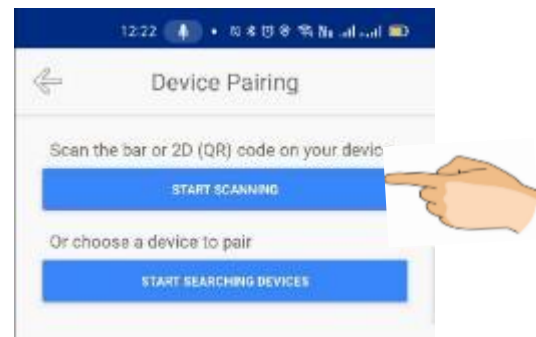 12:22
Device Pairing
Scan the bar or 2D (QR) code on your devic
START SCANNING
Or choose a device to pair
START SEARCHING DEVICES